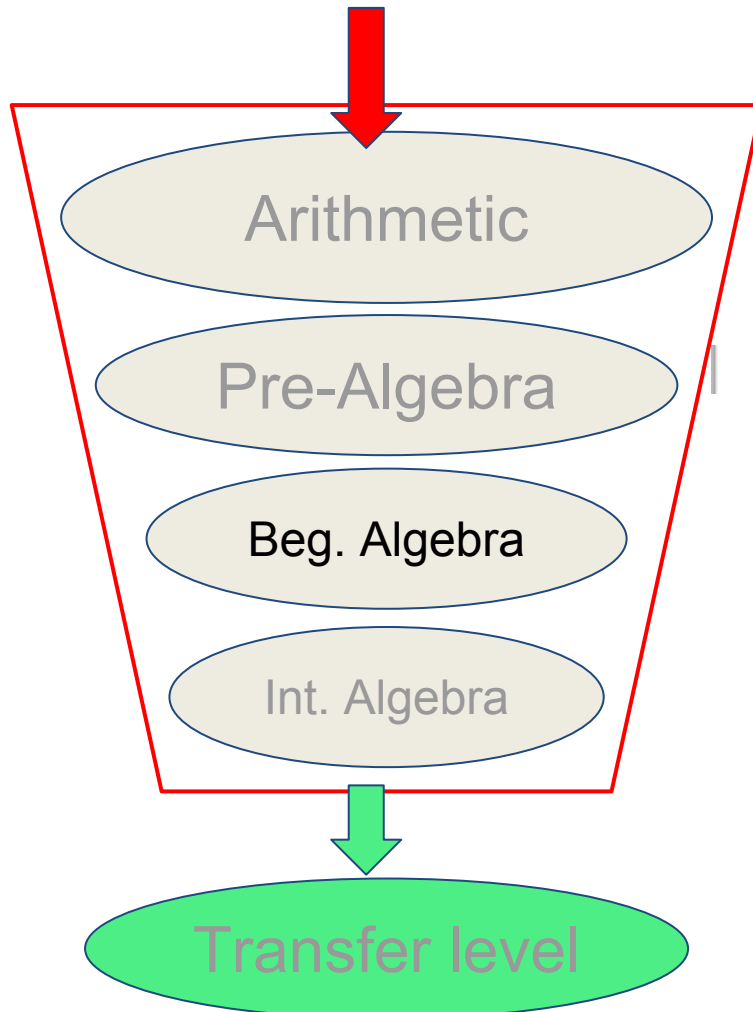 Arithmetic
Pre-Algebra
Beg. Algebra
Int. Algebra
Transfer level